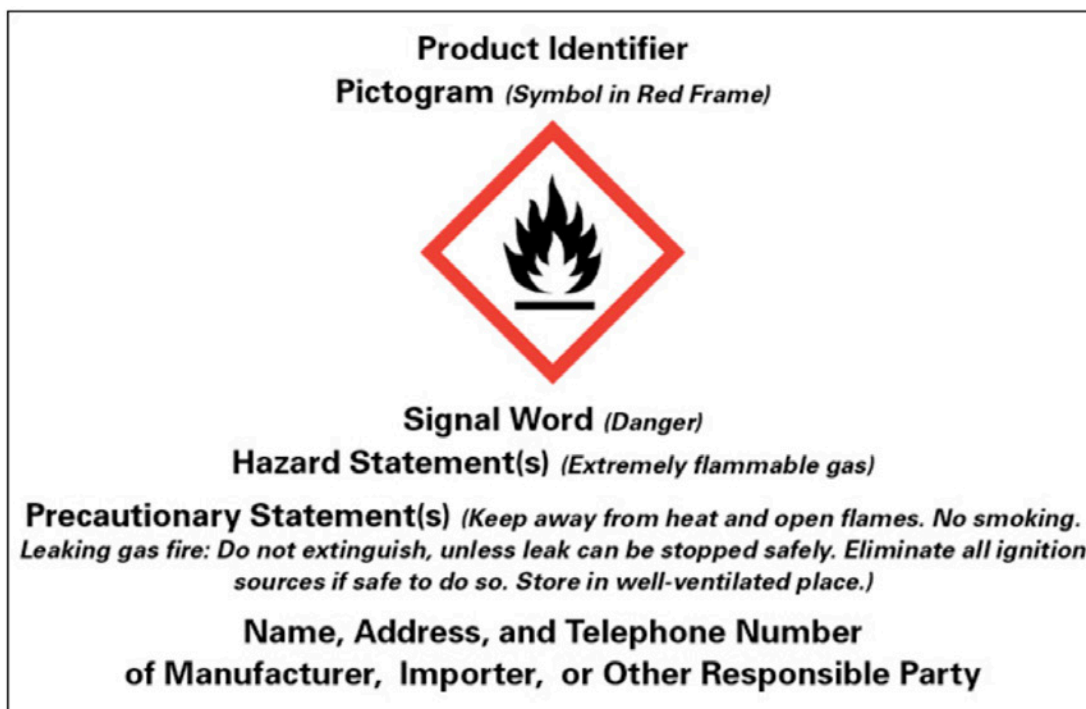 Product Identifier
Pictogram (Symbol in Red Frame)
Signal Word (Danger)
Hazard Statement(s) (Extremely flammable gas)
Precautionary Statement(s) (Keep away from heat and open flames. No smoking.
Leaking gas fire: Do not extinguish, unless leak can be stopped safely. Eliminate all ignition
sources if safe to do so. Store in well-ventilated place.)
Name, Address, and Telephone Number
of Manufacturer, Importer, or Other Responsible Party